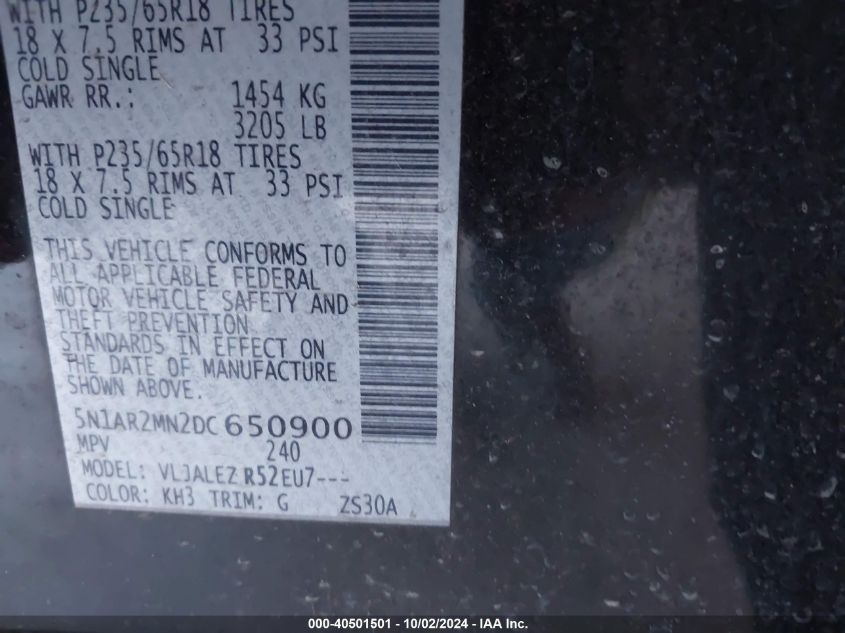 WITH P235/65R18 TIRES
18 X 7.5 RIMS AT 33 PSI
COLD SINGLE
GAWR RR.: 1454 KG
3205 LB
WITH P235/65R18 TIRES
18 X 7.5 RIMS AT 33 PSI
COLD SINGLE
THIS VEHICLE CONFORMS TO
ALL APPLICABLE FEDERAL
MOTOR VEHICLE SAFETY AND
THEFT PREVENTION
STANDARDS IN EFFECT ON
THE DATE OF MANUFACTURE
SHOWN ABOVE.
5N1AR2MN2DC 650900
MPV 240
MODEL: VLJALEZ R52EU7---
COLOR: KH3 TRIM: G ZS30A
000-40501501 - 10/02/2024 - IAA Inc.